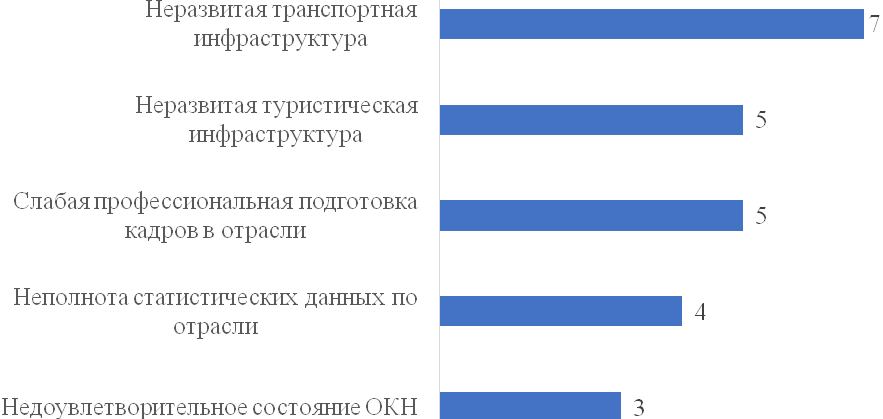 Неразвитая транспортная
инфраструктура
7
Неразвитая туристическая
инфраструктура
5
Слабая профессиональная подготовка
кадров в отрасли
5
Неполнота статистических данных по
отрасли
4
Недоувлетворительное состояние ОКН
3